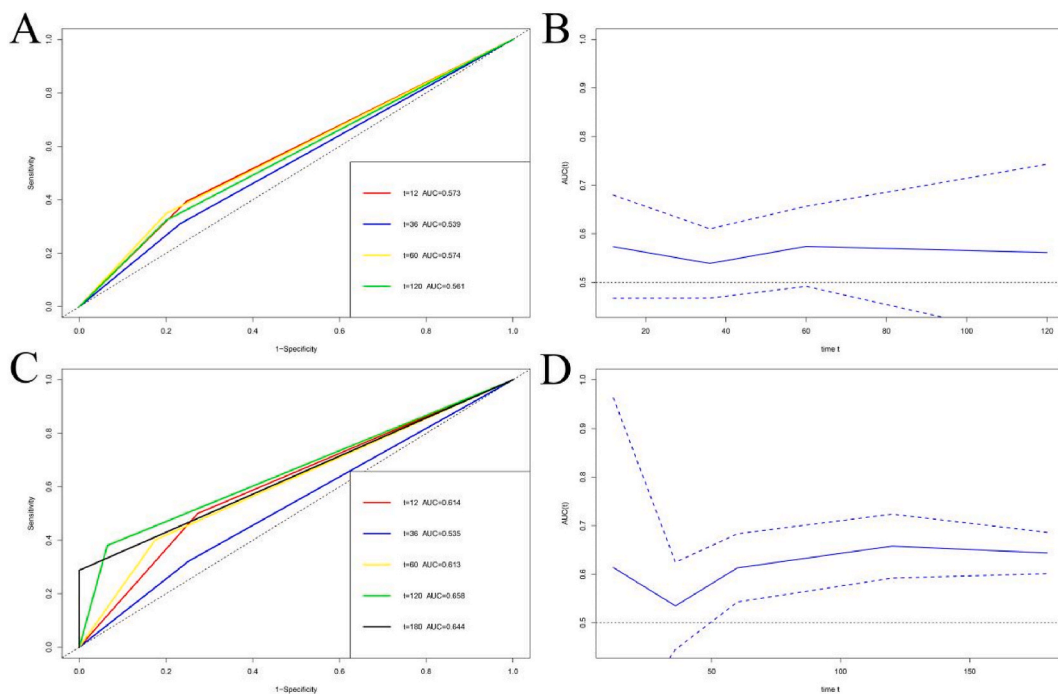 A
1.0
0.8
0.6
0.4
0.2
0.0
Sensitivity
0.0
0.2
0.4
0.6
0.8
1.0
1−Specificity
t=12 AUC=0.573
t=36 AUC=0.539
t=60 AUC=0.574
t=120 AUC=0.561
B
1.0
0.9
0.8
0.7
0.6
0.5
AUC(t)
20
40
60
80
100
120
time t
C
1.0
0.8
0.6
0.4
0.2
0.0
Sensitivity
0.0
0.2
0.4
0.6
0.8
1.0
1−Specificity
t=12 AUC=0.614
t=36 AUC=0.535
t=60 AUC=0.613
t=120 AUC=0.658
t=180 AUC=0.644
D
1.0
0.9
0.8
0.7
0.6
0.5
AUC(t)
50
100
150
time t